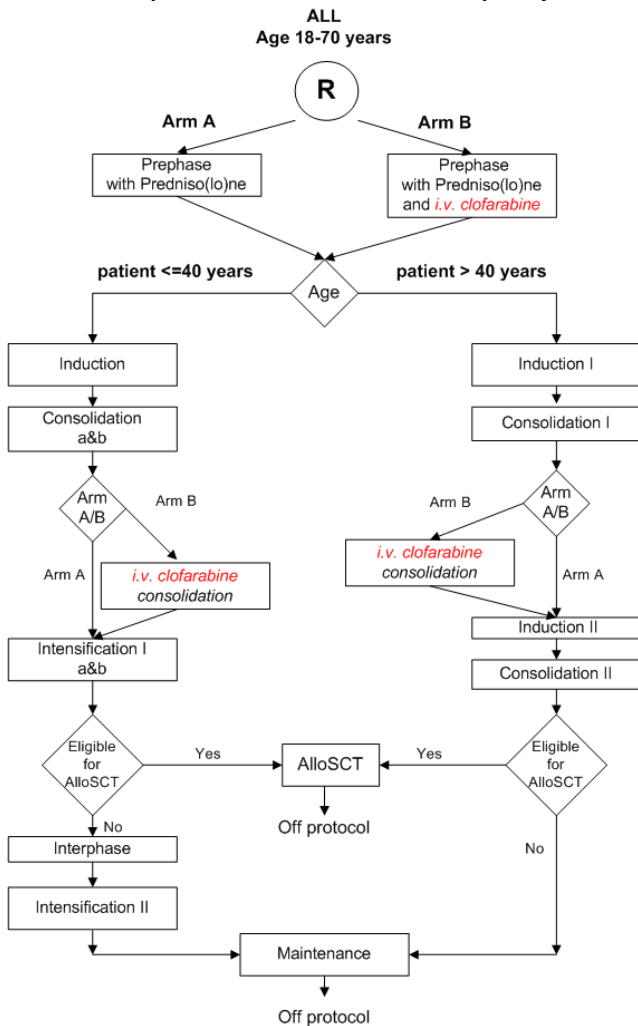 ALL
Age 18-70 years
R
Arm A
Arm B
Prephase
with Predniso(lo)ne
Prephase
with Predniso(lo)ne
and i.v. clofarabine
patient <=40 years
Age
patient > 40 years
Induction
Induction I
Consolidation
a&b
Consolidation I
Arm
A/B
Arm B
Arm B
Arm
A/B
Arm A
i.v. clofarabine
consolidation
i.v. clofarabine
consolidation
Arm A
Intensification I
a&b
Induction II
Consolidation II
Eligible
for
AlloSCT
Yes
AlloSCT
Yes
Eligible
for
AlloSCT
No
Off protocol
No
Interphase
Intensification II
Maintenance
Off protocol